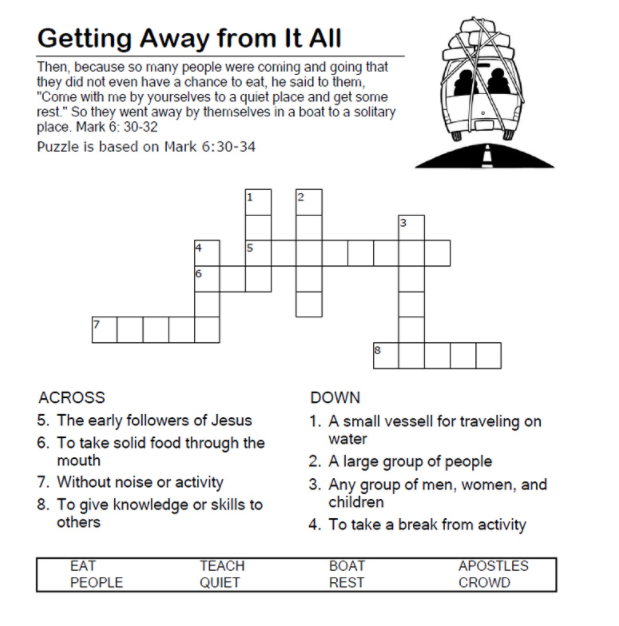 Getting Away from It All
Then, because so many people were coming and going that
they did not even have a chance to eat, he said to them,
"Come with me by yourselves to a quiet place and get some
rest." So they went away by themselves in a boat to a solitary
place. Mark 6: 30-32
Puzzle is based on Mark 6:30-34
1
2
3
4
5
6
7
8
ACROSS
5. The early followers of Jesus
6. To take solid food through the
mouth
7. Without noise or activity
8. To give knowledge or skills to
others
DOWN
1. A small vessell for traveling on
water
2. A large group of people
3. Any group of men, women, and
children
4. To take a break from activity
EAT TEACH BOAT APOSTLES
PEOPLE QUIET REST CROWD